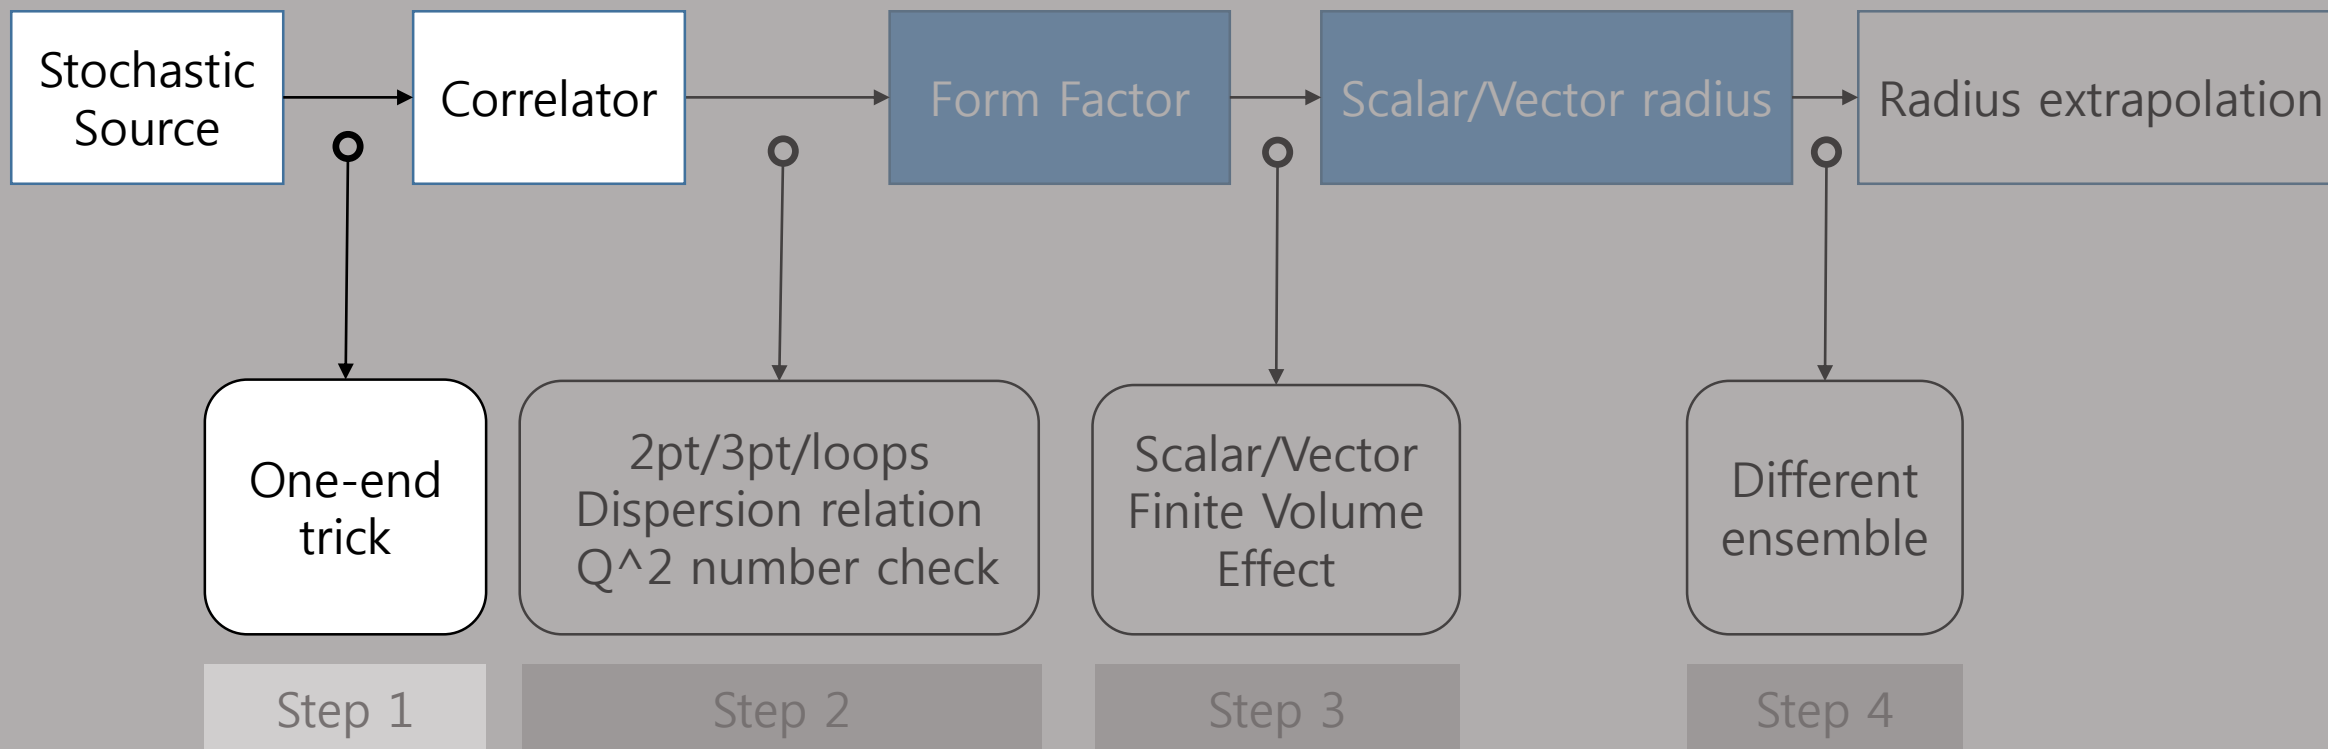 Stochastic
Source
Correlator
Form Factor
Scalar/Vector radius
Radius extrapolation
One-end
trick
2pt/3pt/loops
Dispersion relation
Q^2 number check
Scalar/Vector
Finite Volume
Effect
Different
ensemble
Step 1
Step 2
Step 3
Step 4